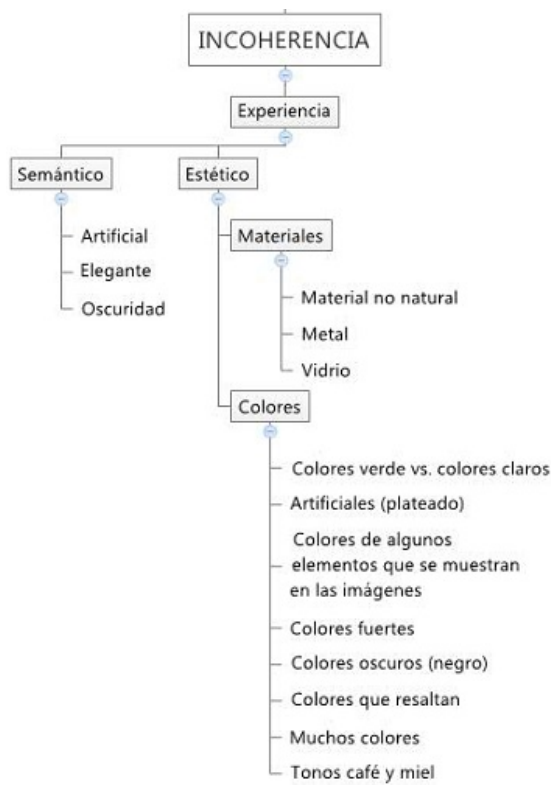 INCOHERENCIA
Experiencia
Semántico
Estético
Artificial
Elegante
Oscuridad
Materiales
Material no natural
Metal
Vidrio
Colores
Colores verde vs. colores claros
Artificiales (plateado)
Colores de algunos
elementos que se muestran
en las imágenes
Colores fuertes
Colores oscuros (negro)
Colores que resaltan
Muchos colores
Tonos café y miel